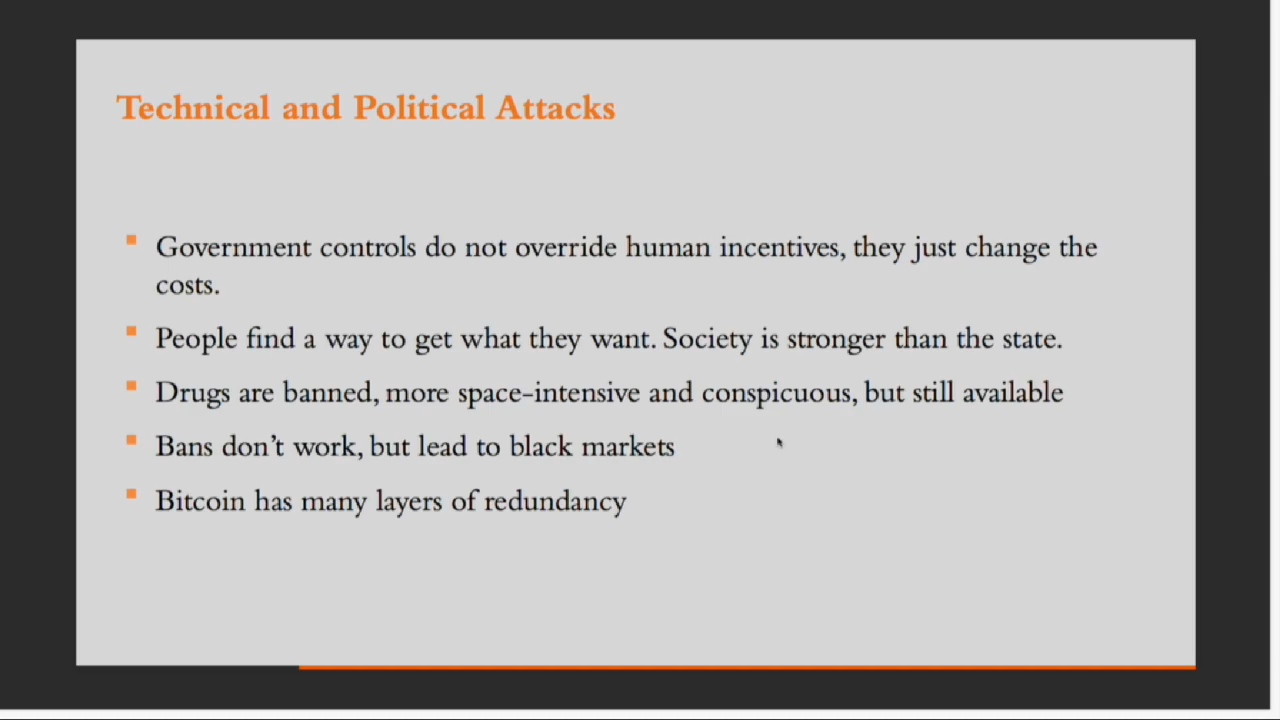 Technical and Political Attacks
Government controls do not override human incentives, they just change the
costs.
People find a way to get what they want. Society is stronger than the state.
Drugs are banned, more space-intensive and conspicuous, but still available
Bans don’t work, but lead to black markets
Bitcoin has many layers of redundancy